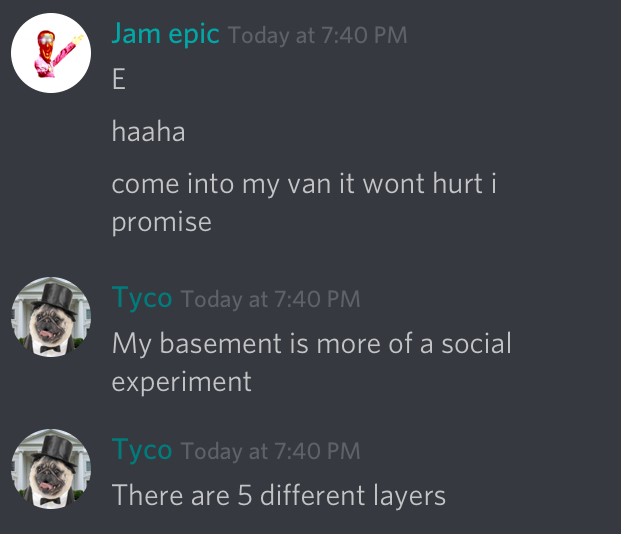 Jam epic Today at 7:40 PM
E
haaha
come into my van it wont hurt i
promise
Tyco Today at 7:40 PM
My basement is more of a social
experiment
Tyco Today at 7:40 PM
There are 5 different layers